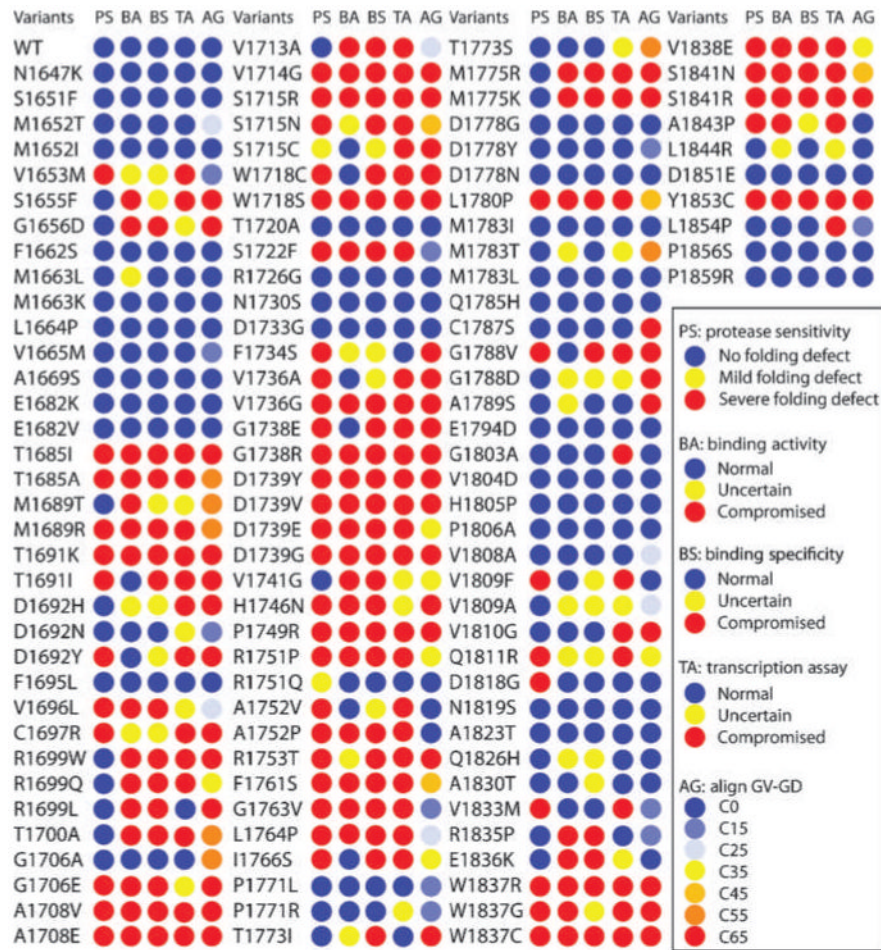 Variants PS BA BS TA AG Variants PS BA BS TA AG Variants PS BA BS TA AG Variants PS BA BS TA AG
WT V1713A T1773S V1838E
N1647K V1714G M1775R S1841N
S1651F S1715R M1775K S1841R
M1652T S1715N D1778G A1843P
M1652I S1715C D1778Y L1844R
V1653M W1718C D1778N D1851E
S1655F W1718S L1780P Y1853C
G1656D T1720A M1783I L1854P
F1662S S1722F M1783T P1856S
M1663L R1726G M1783L P1859R
M1663K N1730S Q1785H
L1664P D1733G C1787S
V1665M F1734S G1788V
A1669S V1736A G1788D
E1682K V1736G A1789S
E1682V G1738E E1794D
T1685I G1738R G1803A
T1685A D1739Y V1804D
M1689T D1739V H1805P
M1689R D1739E P1806A
T1691K D1739G V1808A
T1691I V1741G V1809F
D1692H H1746N V1809A
D1692N P1749R V1810G
D1692Y R1751P Q1811R
F1695L R1751Q D1818G
V1696L A1752V N1819S
C1697R A1752P A1823T
R1699W R1753T Q1826H
R1699Q F1761S A1830T
R1699L G1763V V1833M
T1700A L1764P R1835P
G1706A I1766S E1836K
G1706E P1771L W1837R
A1708V P1771R W1837G
A1708E T1773I W1837C
PS: protease sensitivity
No folding defect
Mild folding defect
Severe folding defect
BA: binding activity
Normal
Uncertain
Compromised
BS: binding specificity
Normal
Uncertain
Compromised
TA: transcription assay
Normal
Uncertain
Compromised
AG: align GV-GD
C0
C15
C25
C35
C45
C55
C65